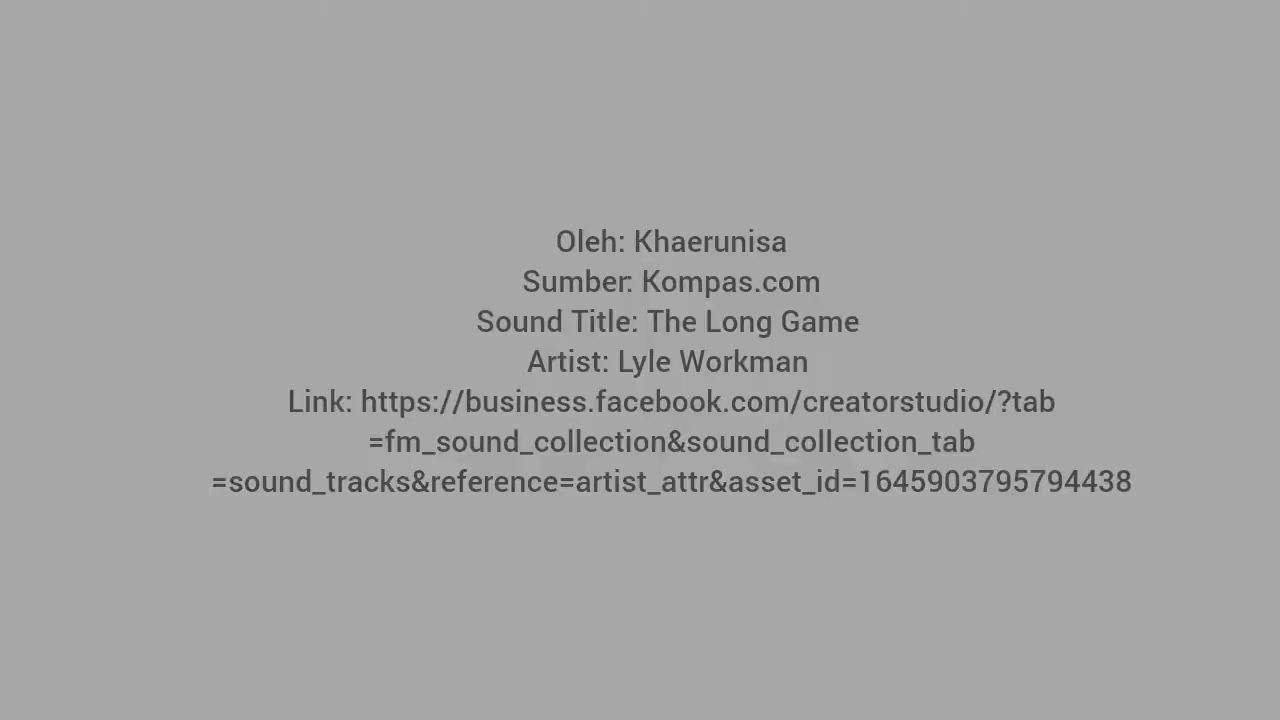 Oleh: Khaerunisa
Sumber: Kompas.com
Sound Title: The Long Game
Artist: Lyle Workman
Link: https://business.facebook.com/creatorstudio/?tab
=fm_sound_collection&sound_collection_tab
=sound_tracks&reference=artist_attr&asset_id=1645903795794438